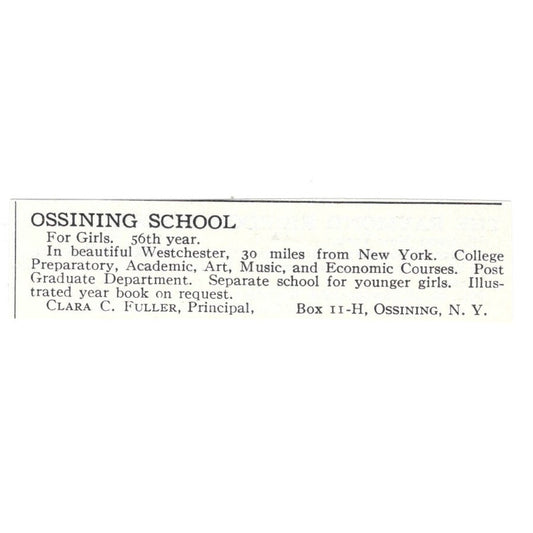 OSSINING SCHOOL
For Girls. 56th year.
In beautiful Westchester, 30 miles from New York. College
Preparatory, Academic, Art, Music, and Economic Courses. Post
Graduate Department. Separate school for younger girls. Illus-
trated year book on request.
CLARA C. FULLER, Principal, Box 11-H, OSSINING, N. Y.